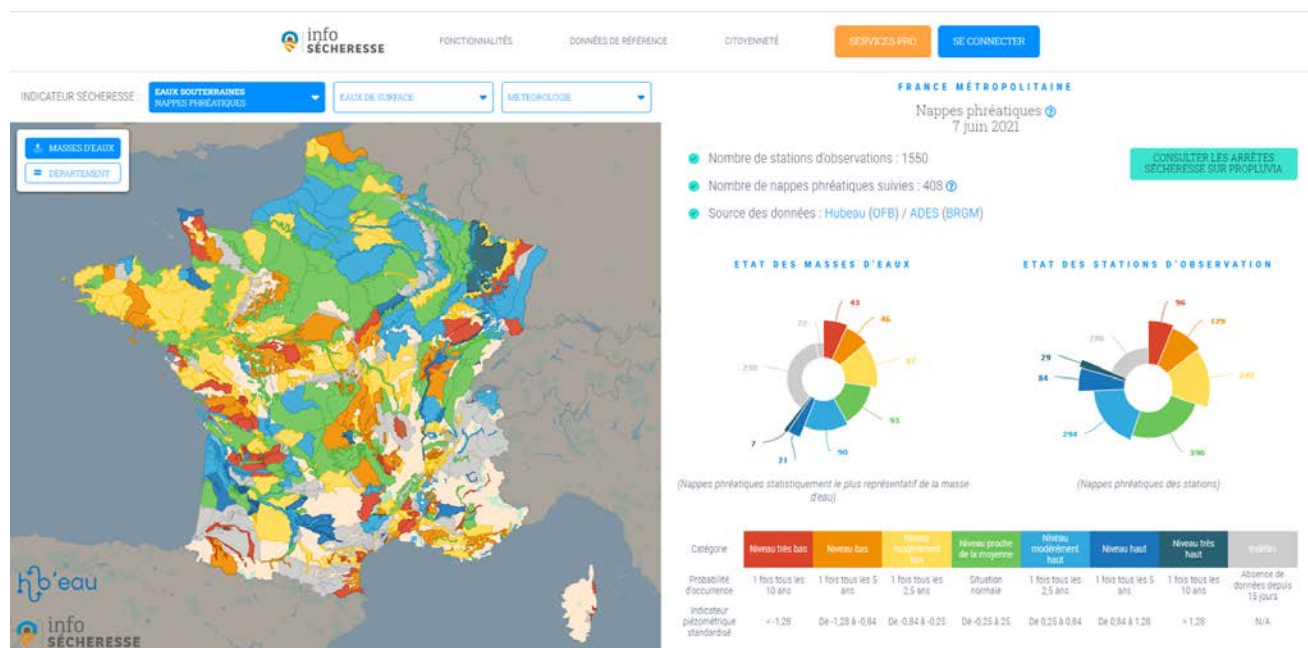 info
SÉCHERESSE
FONCTIONNALITÉS
DONNÉES DE RÉFÉRENCE
CITOYENNETÉ
SERVICES PRO
SE CONNECTER
INDICATEUR SÉCHERESSE :
EAUX SOUTERRAINES
NAPPES PHRÉATIQUES
EAUX DE SURFACE
METEOROLOGIE
MASSES D'EAUX
DÉPARTEMENT
hub'eau
info
SÉCHERESSE
FRANCE MÉTROPOLITAINE
Nappes phréatiques
7 juin 2021
Nombre de stations d'observations : 1550
Nombre de nappes phréatiques suivies : 408
Source des données : Hubeau (OFB) / ADES (BRGM)
CONSULTER LES ARRÊTÉS
SÉCHERESSE SUR PROPLUVIA
ETAT DES MASSES D'EAUX
43
46
93
90
21
7
22
(Nappes phréatiques statistiquement le plus représentatif de la masse
d'eau)
ETAT DES STATIONS D'OBSERVATION
96
129
390
294
84
29
286
(Nappes phréatiques des stations)
Catégorie Niveau très bas Niveau bas Niveau modérément bas Niveau proche de la moyenne Niveau modérément haut Niveau haut Niveau très haut Indéfini
Probabilité d'occurrence 1 fois tous les 10 ans 1 fois tous les 5 ans 1 fois tous les 2,5 ans Situation normale 1 fois tous les 2,5 ans 1 fois tous les 5 ans 1 fois tous les 10 ans Absence de données depuis 15 jours
Indicateur piézométrique standardisé < -1,28 De -1,28 à -0,84 De -0,84 à -0,25 De -0,25 à 25 De 0,25 à 0,84 De 0,84 à 1,28 > 1,28 N/A